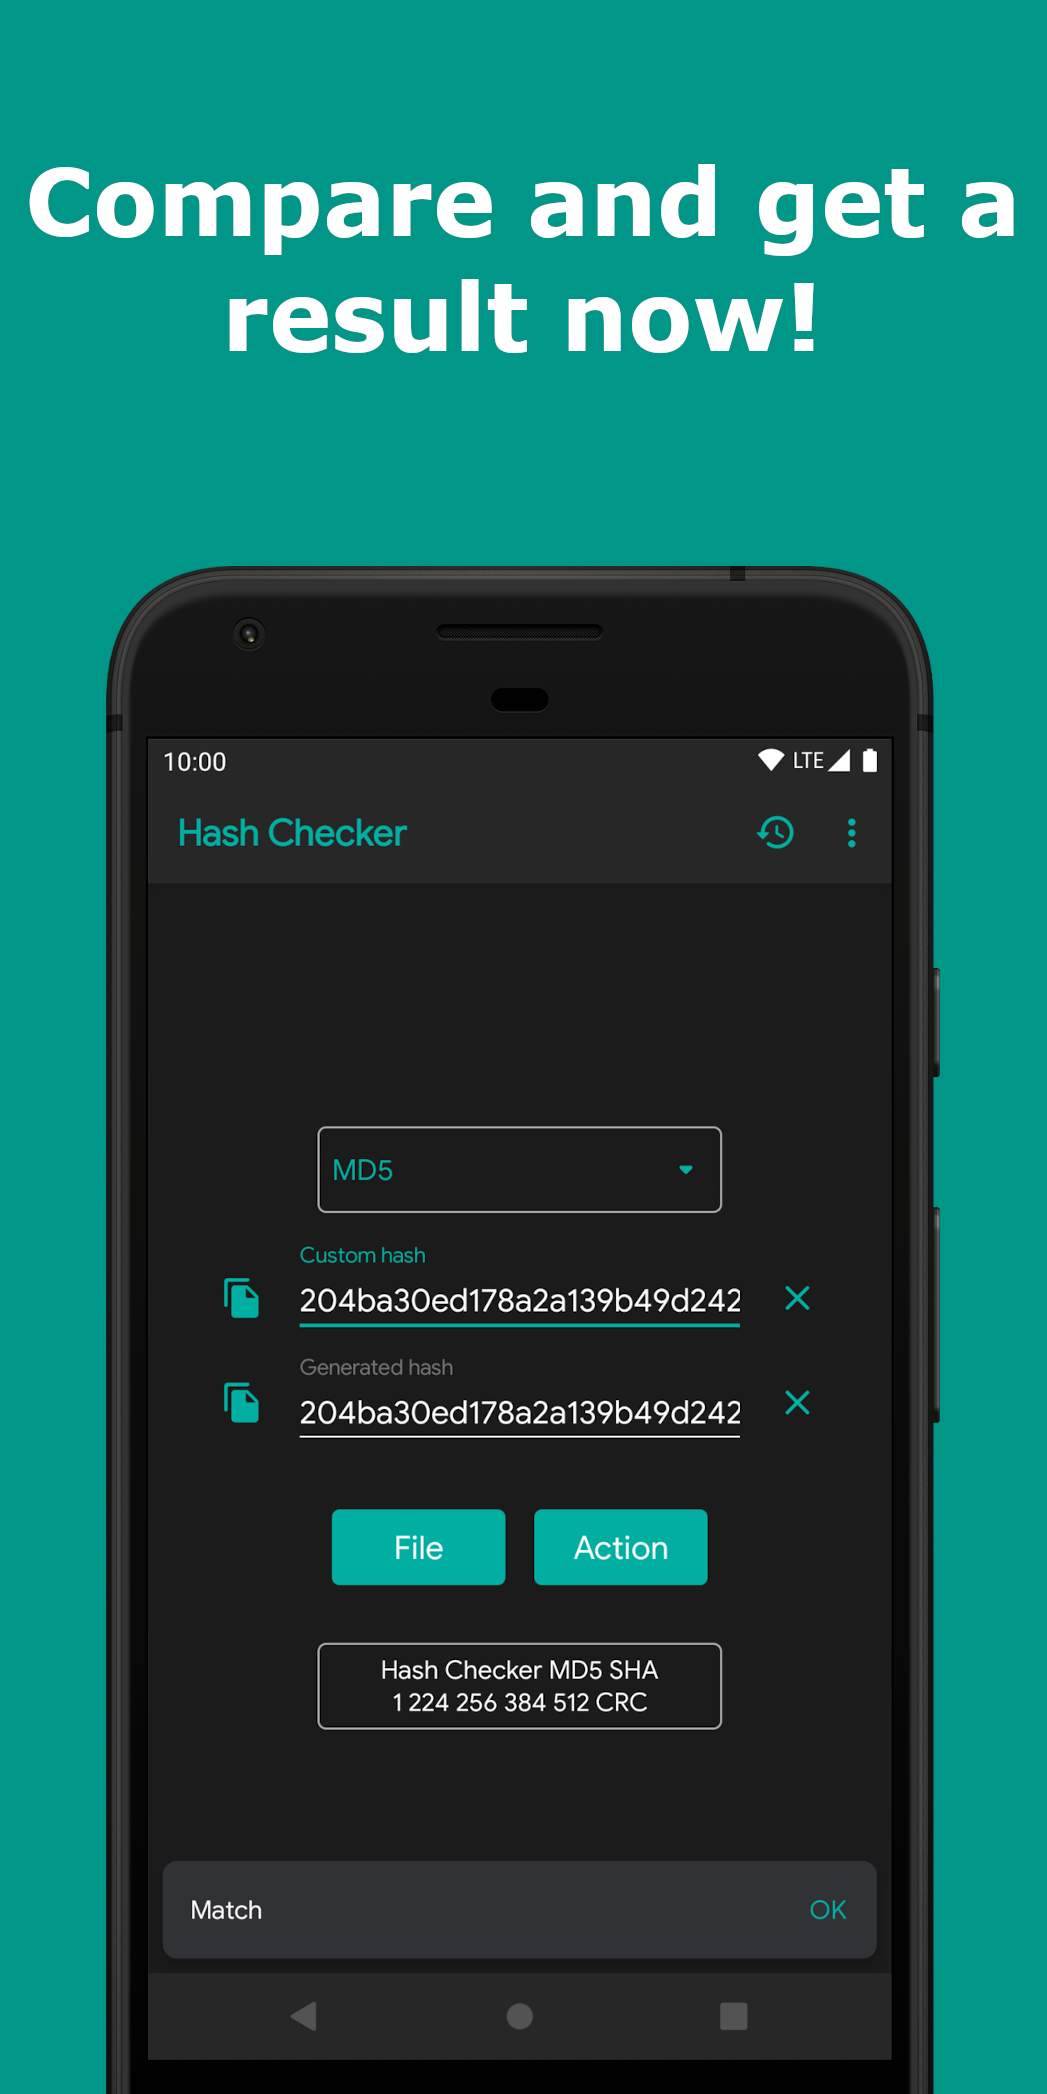 Compare and get a
result now!
10:00
LTE
Hash Checker
MD5
Custom hash
204ba30ed178a2a139b49d242
Generated hash
204ba30ed178a2a139b49d242
File Action
Hash Checker MD5 SHA
1 224 256 384 512 CRC
Match OK